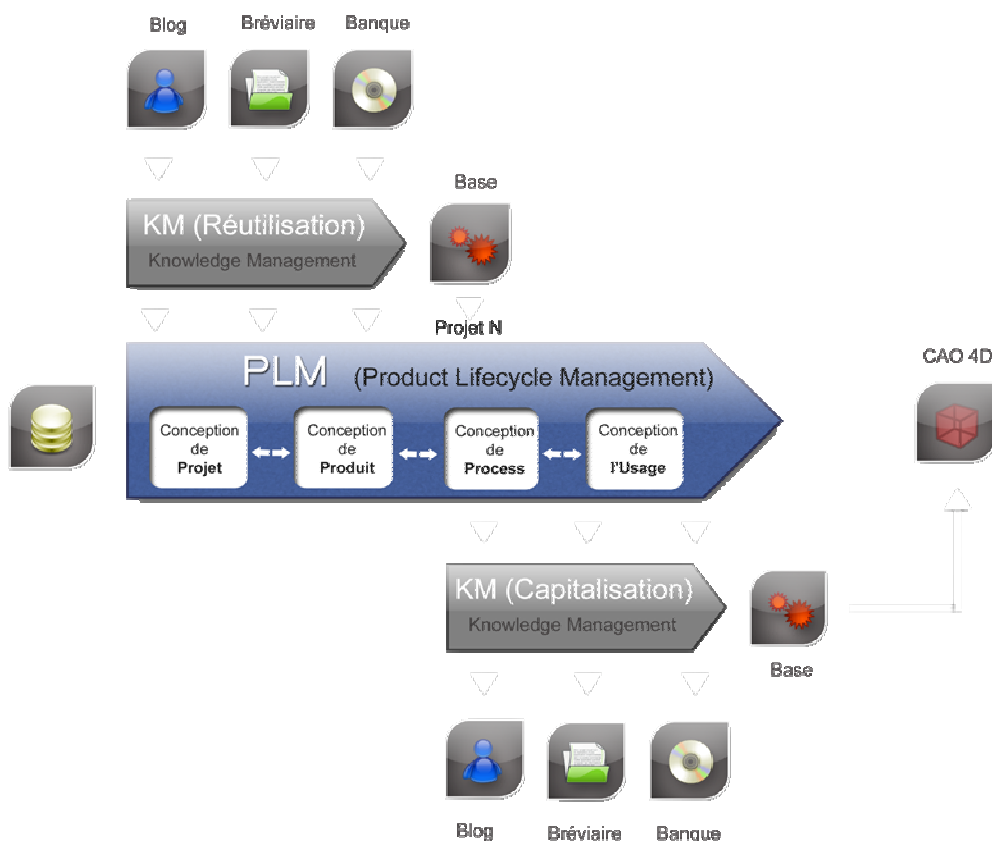 Blog
Bréviaire
Banque
Base
KM (Réutilisation)
Knowledge Management
Projet N
PLM (Product Lifecycle Management)
CAO 4D
Conception
de
Projet
Conception
de
Produit
Conception
de
Process
Conception
de
l'Usage
KM (Capitalisation)
Knowledge Management
Base
Blog
Bréviaire
Banque